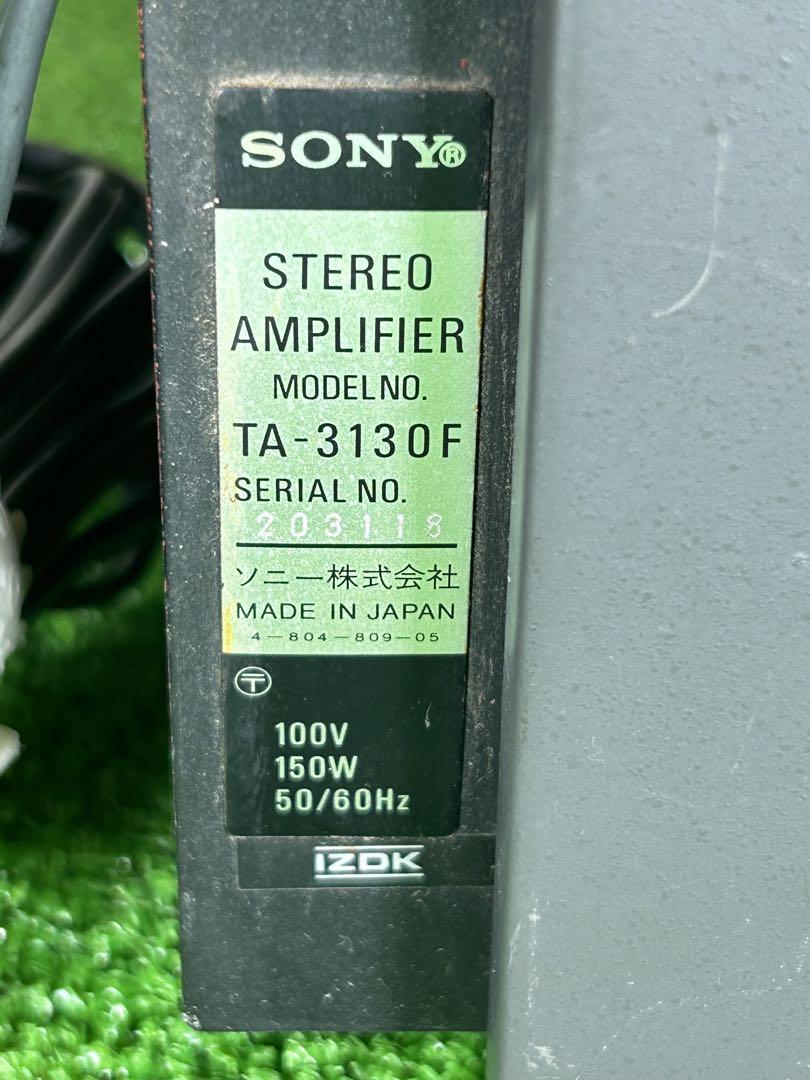 SONY®
STEREO
AMPLIFIER
MODEL NO.
TA-3130F
SERIAL NO.
203118
ソニー株式会社
MADE IN JAPAN
4-804-809-05
〶
100V
150W
50/60Hz
IZDK